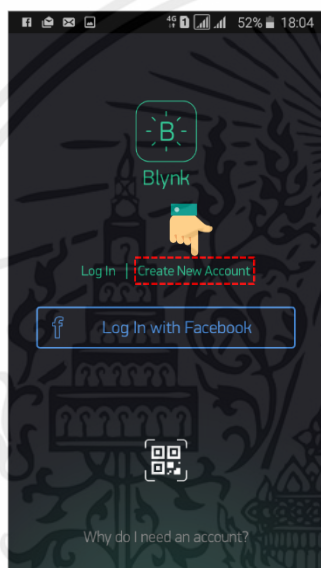 4G 1 52% 18:04
B
Blynk
Log In | Create New Account
f Log In with Facebook
Why do I need an account?